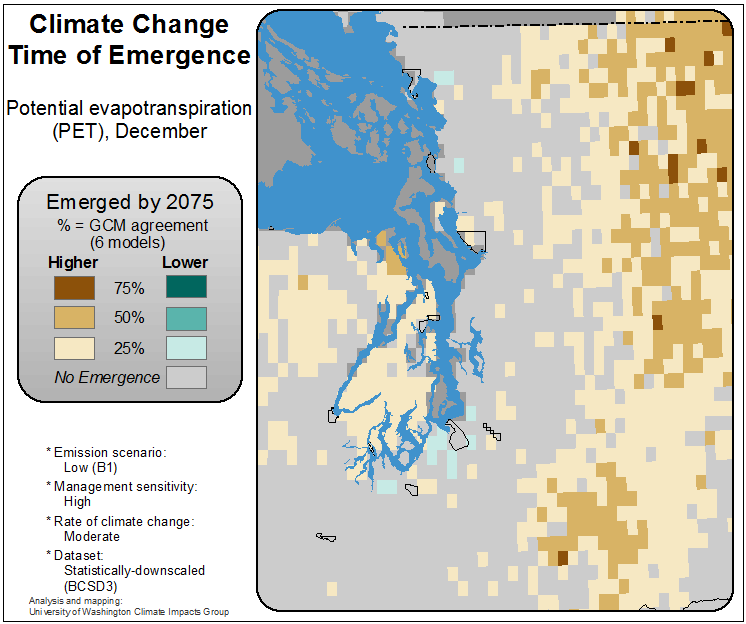 Climate Change
Time of Emergence
Potential evapotranspiration
(PET), December
Emerged by 2075
% = GCM agreement
(6 models)
Higher Lower
75%
50%
25%
No Emergence
* Emission scenario:
Low (B1)
* Management sensitivity:
High
* Rate of climate change:
Moderate
* Dataset:
Statistically-downscaled
(BCSD3)
Analysis and mapping:
University of Washington Climate Impacts Group